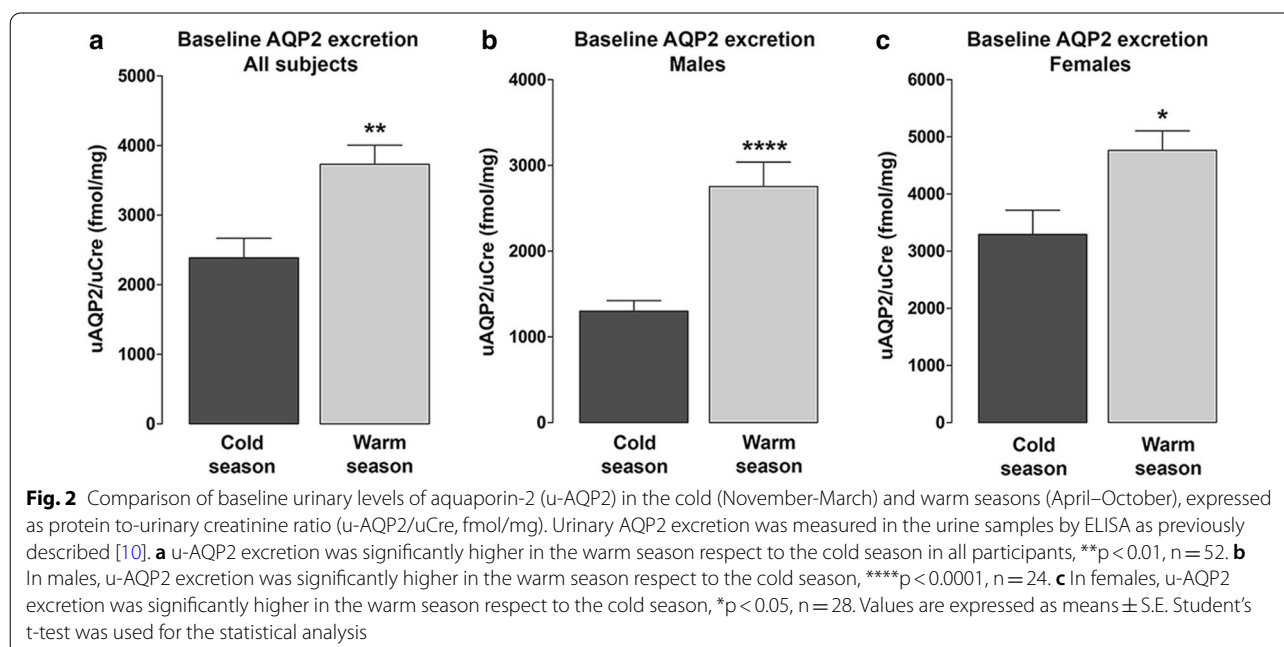 a
Baseline AQP2 excretion
All subjects
uAQP2/uCre (fmol/mg)
5000
4000
3000
2000
1000
0
**
Cold
season
Warm
season
b
Baseline AQP2 excretion
Males
uAQP2/uCre (fmol/mg)
4000
3000
2000
1000
0
****
Cold
season
Warm
season
c
Baseline AQP2 excretion
Females
uAQP2/uCre (fmol/mg)
6000
5000
4000
3000
2000
1000
0
*
Cold
season
Warm
season
Fig. 2 Comparison of baseline urinary levels of aquaporin-2 (u-AQP2) in the cold (November-March) and warm seasons (April–October), expressed
as protein to-urinary creatinine ratio (u-AQP2/uCre, fmol/mg). Urinary AQP2 excretion was measured in the urine samples by ELISA as previously
described [10]. a u-AQP2 excretion was significantly higher in the warm season respect to the cold season in all participants, **p < 0.01, n = 52. b
In males, u-AQP2 excretion was significantly higher in the warm season respect to the cold season, ****p < 0.0001, n = 24. c In females, u-AQP2
excretion was significantly higher in the warm season respect to the cold season, *p < 0.05, n = 28. Values are expressed as means ± S.E. Student's
t-test was used for the statistical analysis